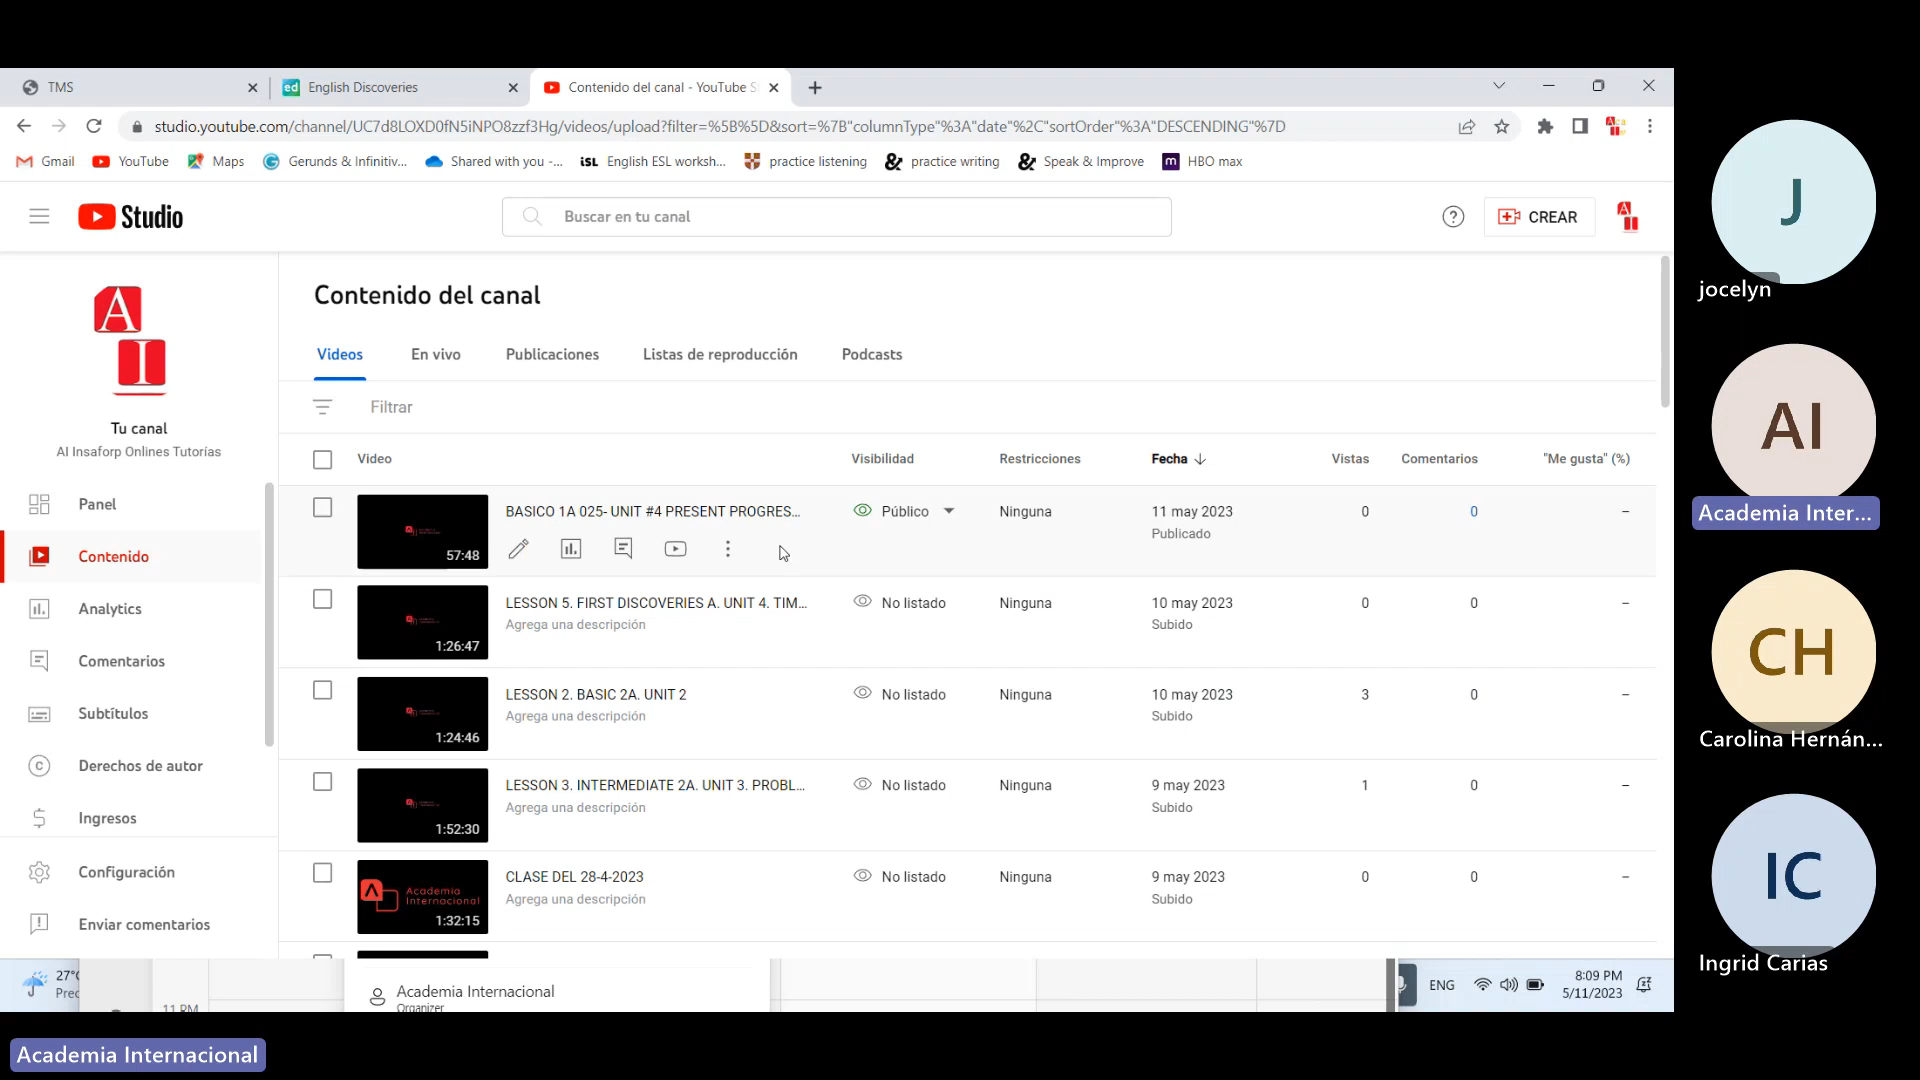 TMS
English Discoveries
Contenido del canal - YouTube S
studio.youtube.com/channel/UC7d8LOXD0fN5iNPO8zzf3Hg/videos/upload?filter=%5B%5D&sort=%7B"columnType"%3A"date"%2C"sortOrder"%3A"DESCENDING"%7D
Gmail YouTube Maps Gerunds & Infinitiv... Shared with you -... ISL English ESL worksh... practice listening practice writing Speak & Improve HBO max
Studio
Buscar en tu canal
CREAR
Contenido del canal
Videos En vivo Publicaciones Listas de reproducción Podcasts
Filtrar
Tu canal
AI Insaforp Onlines Tutorías
Panel
Contenido
Analytics
Comentarios
Subtítulos
Derechos de autor
Ingresos
Configuración
Enviar comentarios
Video Visibilidad Restricciones Fecha Vistas Comentarios "Me gusta" (%)
BASICO 1A 025- UNIT #4 PRESENT PROGRES... Público Ninguna 11 may 2023 0 0 –
57:48 Publicado
LESSON 5. FIRST DISCOVERIES A. UNIT 4. TIM... No listado Ninguna 10 may 2023 0 0 –
1:26:47 Agrega una descripción Subido
LESSON 2. BASIC 2A. UNIT 2 No listado Ninguna 10 may 2023 3 0 –
1:24:46 Agrega una descripción Subido
LESSON 3. INTERMEDIATE 2A. UNIT 3. PROBL... No listado Ninguna 9 may 2023 1 0 –
1:52:30 Agrega una descripción Subido
CLASE DEL 28-4-2023 No listado Ninguna 9 may 2023 0 0 –
Academia Internacional
1:32:15 Agrega una descripción Subido
27°C
Prec
11 PM
Academia Internacional
Organizer
ENG
8:09 PM
5/11/2023
J
jocelyn
AI
Academia Inter...
CH
Carolina Hernán...
IC
Ingrid Carias
Academia Internacional